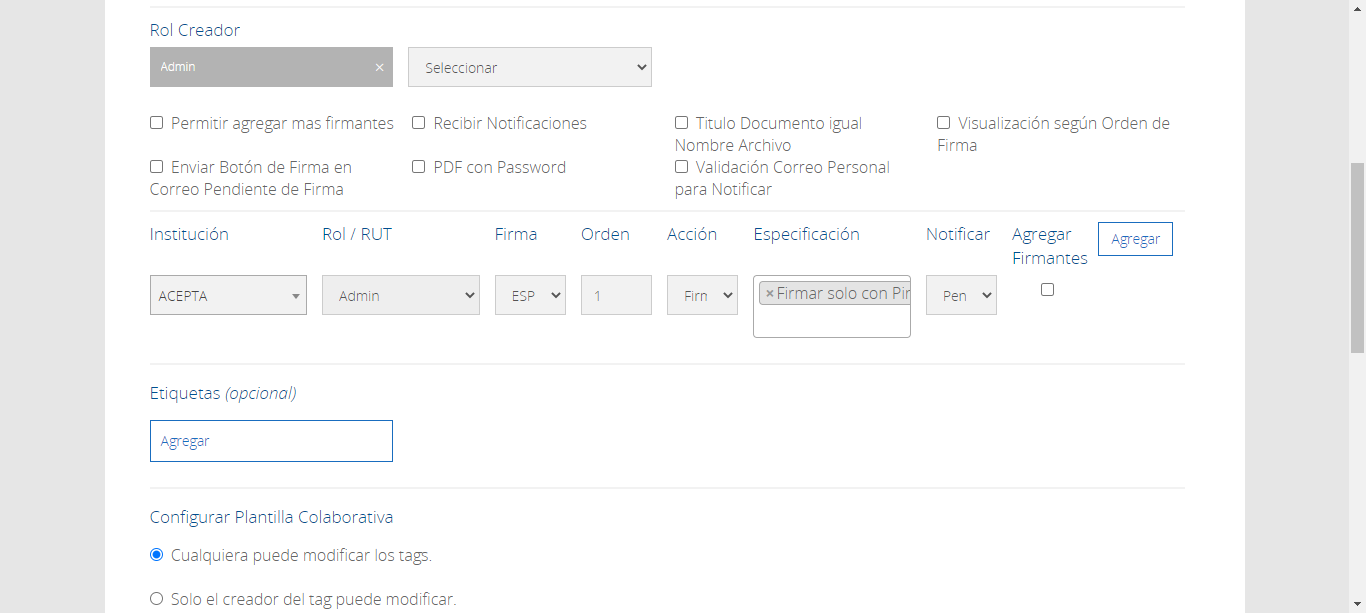 Rol Creador
Admin ×
Seleccionar
Permitir agregar mas firmantes
Recibir Notificaciones
Titulo Documento igual
Nombre Archivo
Visualización según Orden de
Firma
Enviar Botón de Firma en
Correo Pendiente de Firma
PDF con Password
Validación Correo Personal
para Notificar
Institución
Rol / RUT
Firma
Orden
Acción
Especificación
Notificar
Agregar
Firmantes
Agregar
ACEPTA
Admin
ESP
1
Firn
×Firmar solo con Pin
Pen
Etiquetas (opcional)
Agregar
Configurar Plantilla Colaborativa
Cualquiera puede modificar los tags.
Solo el creador del tag puede modificar.